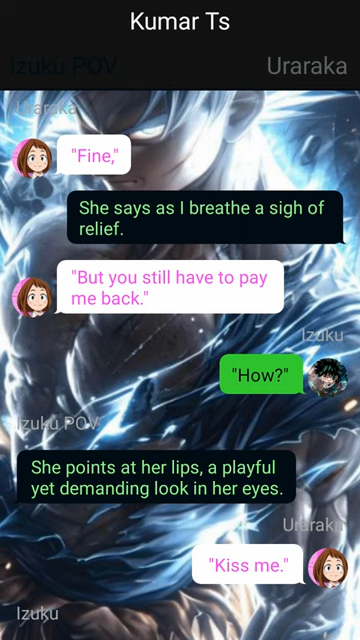 Kumar Ts
Izuku POV
Uraraka
Uraraka
"Fine,"
She says as I breathe a sigh of
relief.
"But you still have to pay
me back."
Izuku
"How?"
Izuku POV
She points at her lips, a playful
yet demanding look in her eyes.
Uraraka
"Kiss me."
Izuku